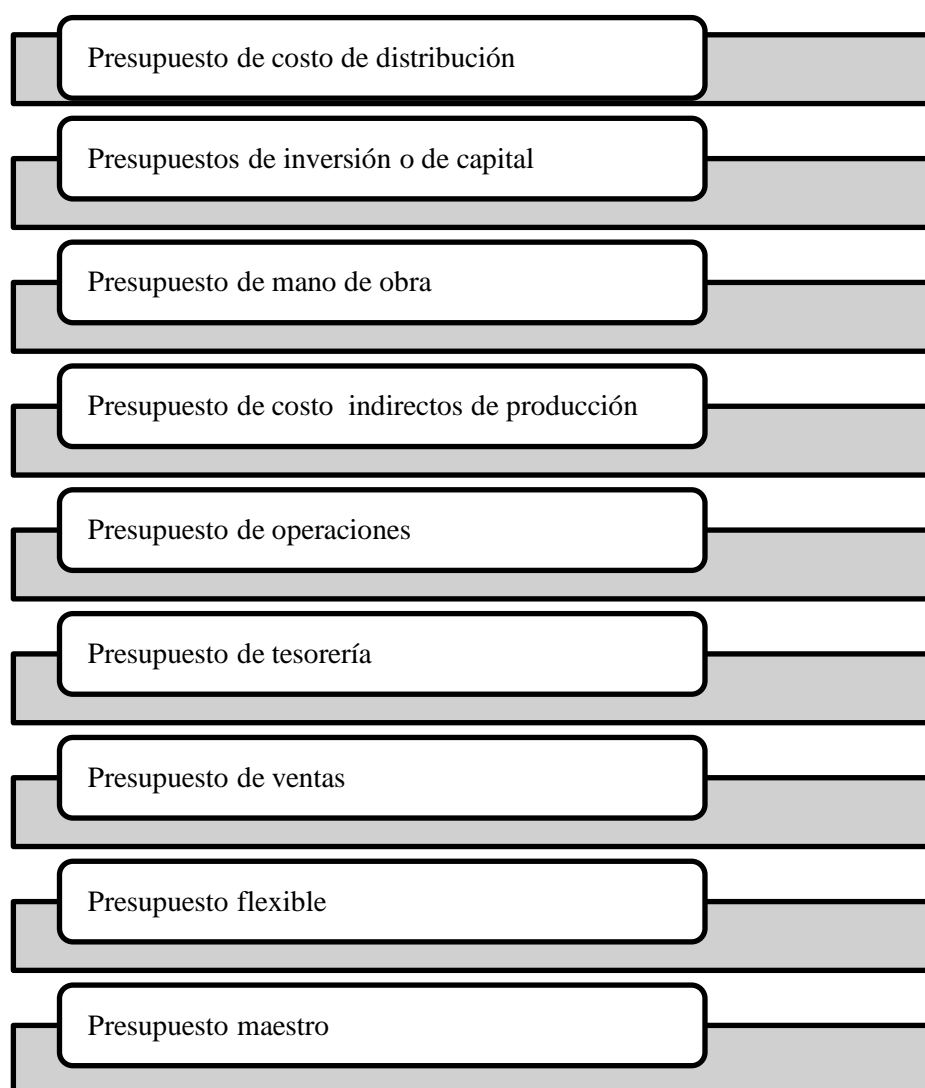 Presupuesto de costo de distribución
Presupuestos de inversión o de capital
Presupuesto de mano de obra
Presupuesto de costo  indirectos de producción
Presupuesto de operaciones
Presupuesto de tesorería
Presupuesto de ventas
Presupuesto flexible
Presupuesto maestro